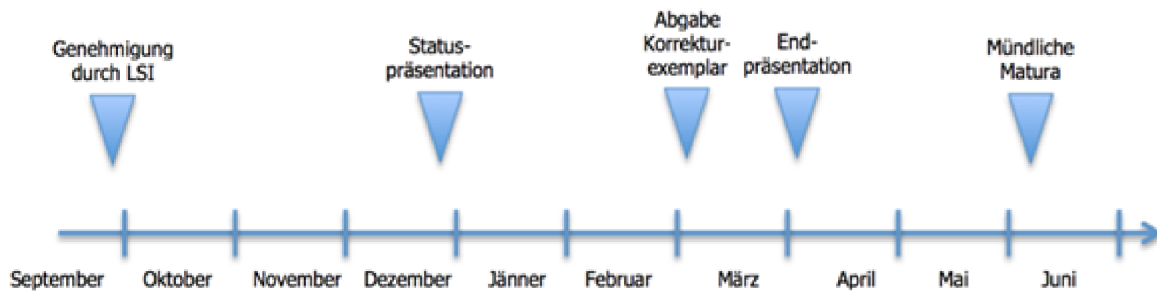 Genehmigung
durch LSI
Status-
präsentation
Abgabe
Korrektur-
exemplar
End-
präsentation
Mündliche
Matura
September Oktober November Dezember Jänner Februar März April Mai Juni